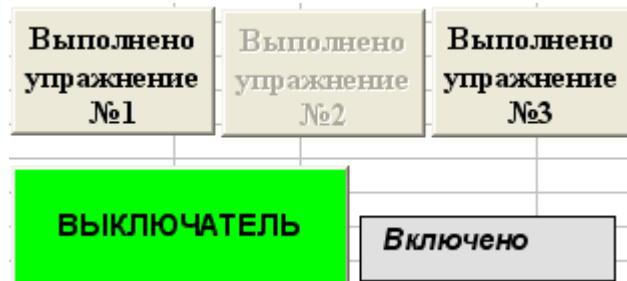 Выполнено
упражнение
№1
Выполнено
упражнение
№2
Выполнено
упражнение
№3
ВЫКЛЮЧАТЕЛЬ
Включено